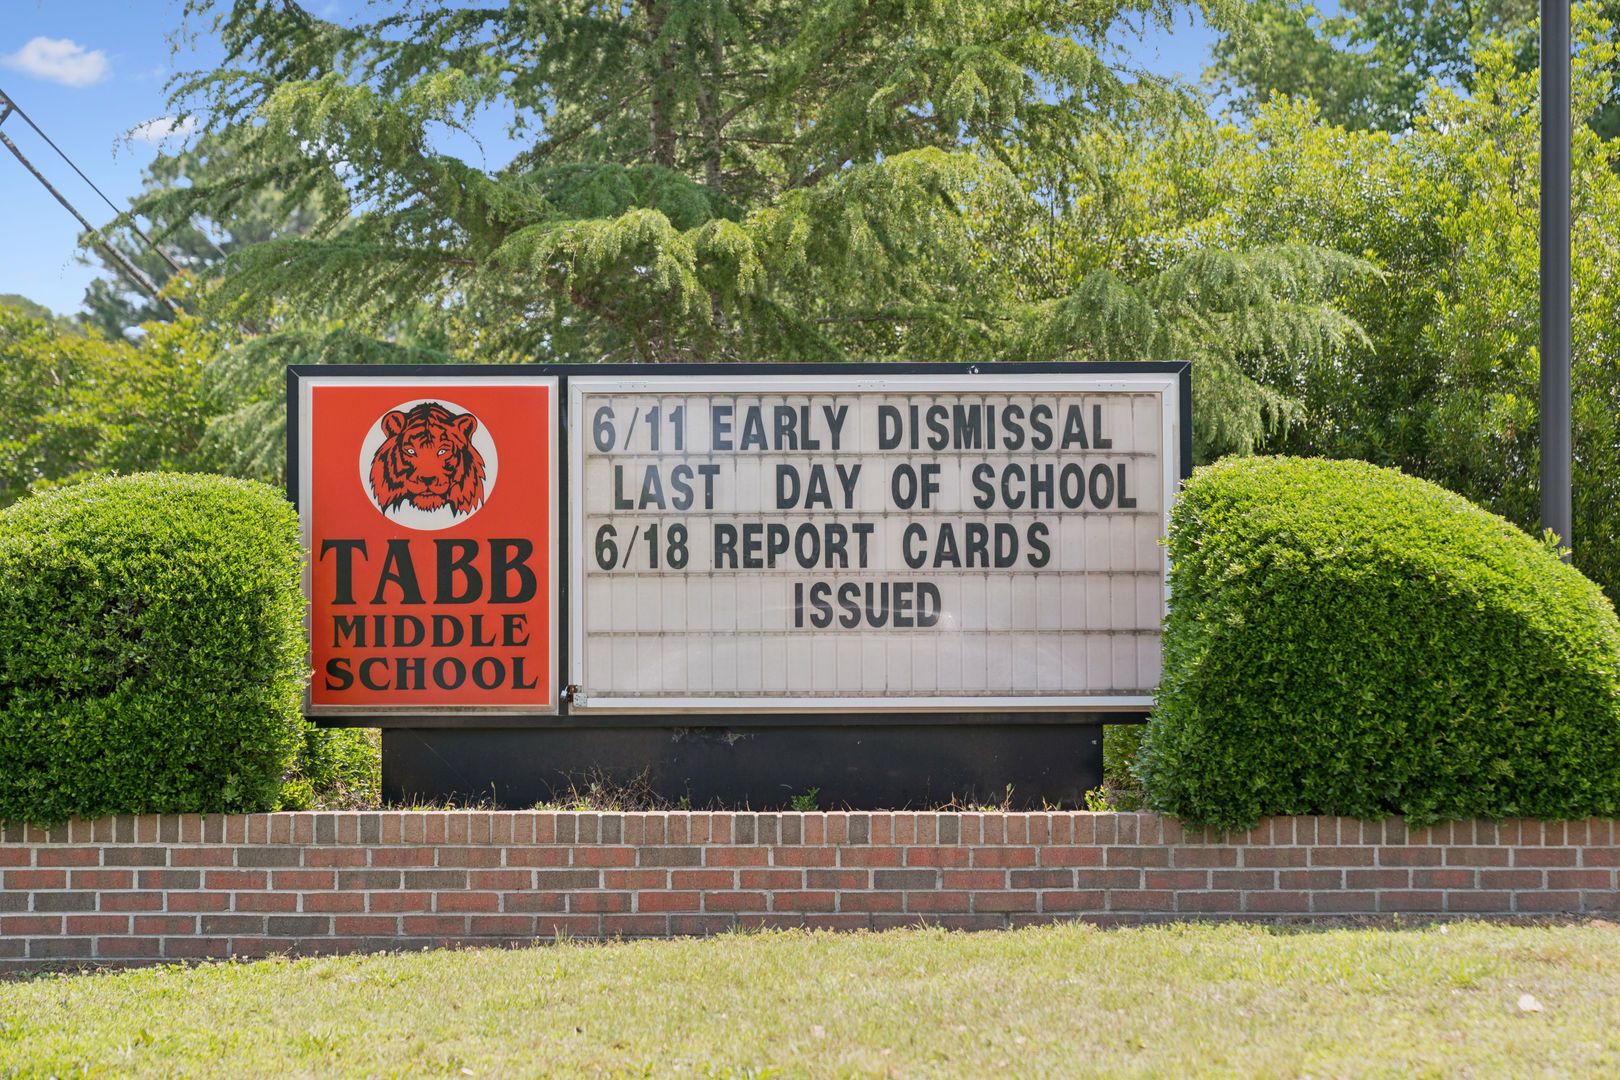 TABB
MIDDLE
SCHOOL
6/11 EARLY DISMISSAL
LAST DAY OF SCHOOL
6/18 REPORT CARDS
ISSUED